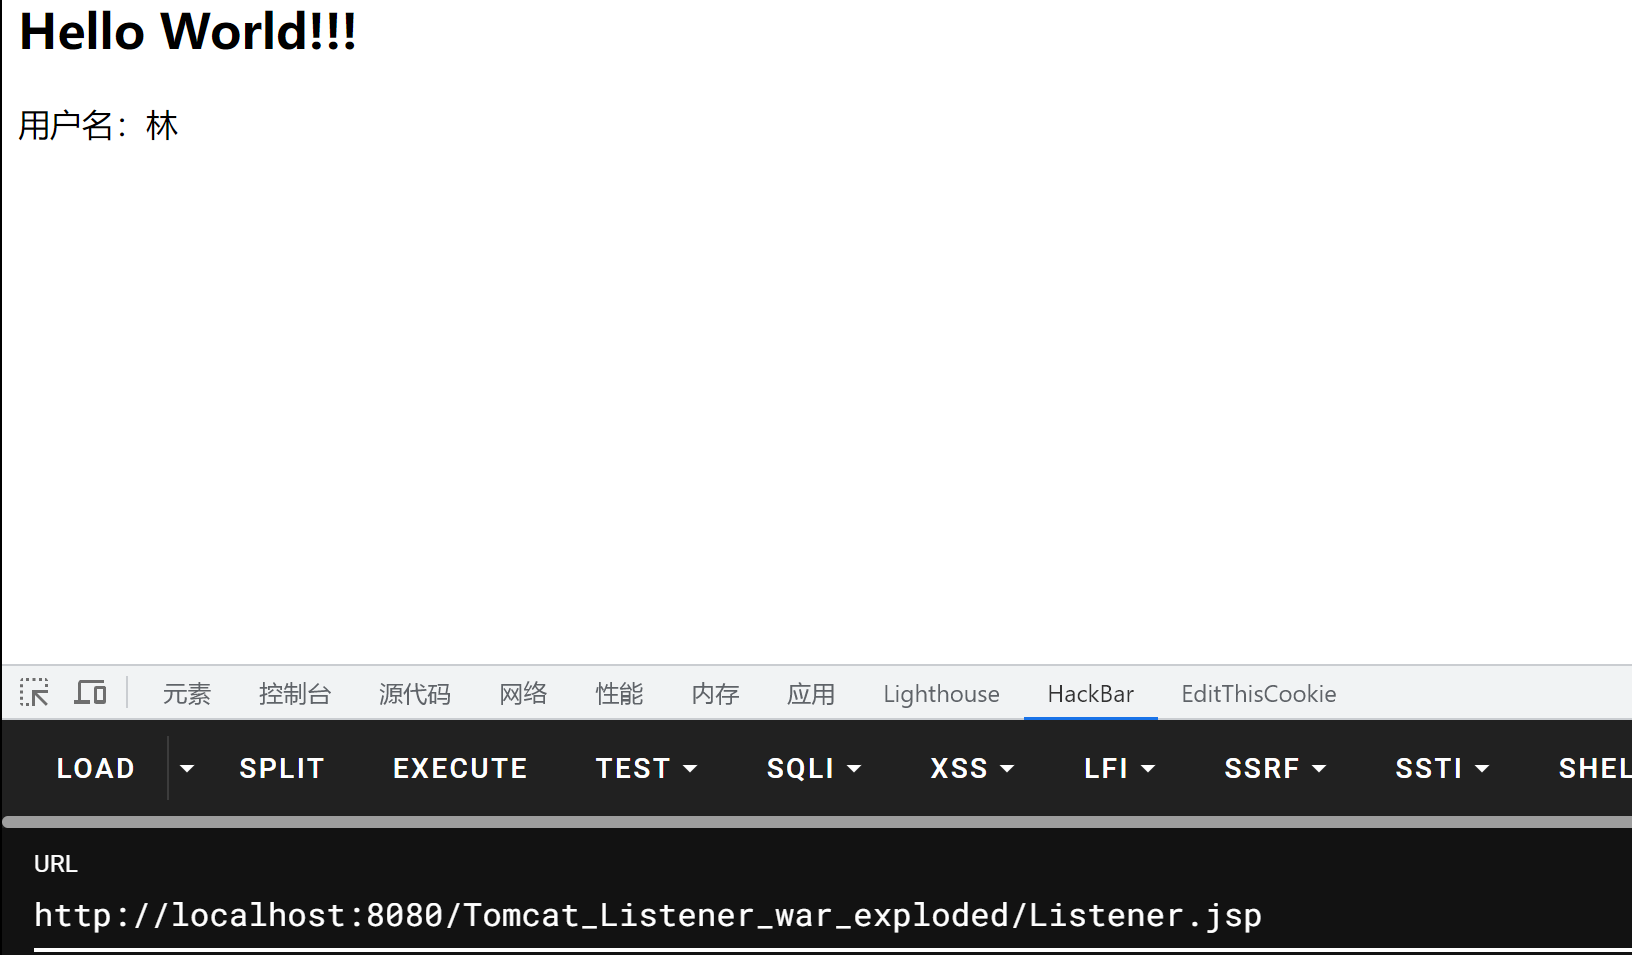 Hello World!!!
用户名：林
元素 控制台 源代码 网络 性能 内存 应用 Lighthouse HackBar EditThisCookie
LOAD SPLIT EXECUTE TEST SQLI XSS LFI SSRF SSTI SHEL
URL
http://localhost:8080/Tomcat_Listener_war_exploded/Listener.jsp